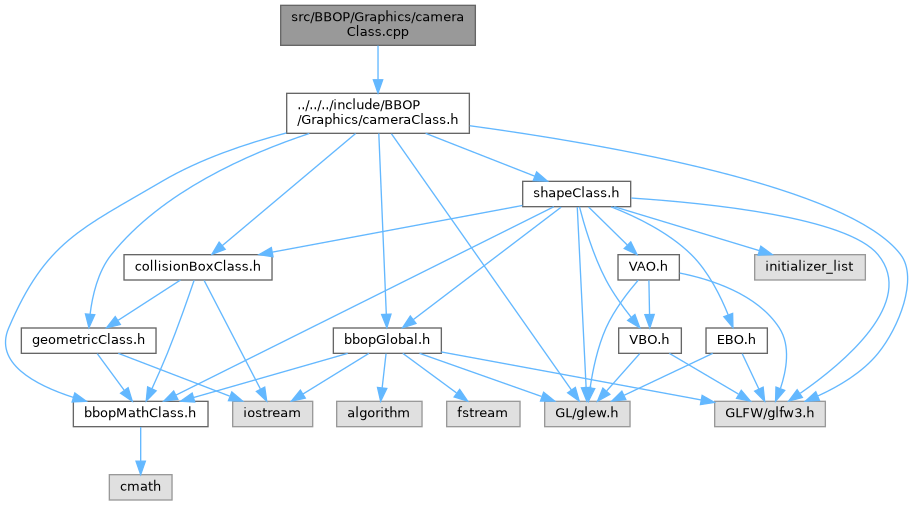 src/BBOP/Graphics/camera
Class.cpp
../../../include/BBOP
/Graphics/cameraClass.h
shapeClass.h
collisionBoxClass.h
VAO.h
initializer_list
geometricClass.h
bbopGlobal.h
VBO.h
EBO.h
bbopMathClass.h
iostream
algorithm
fstream
GL/glew.h
GLFW/glfw3.h
cmath